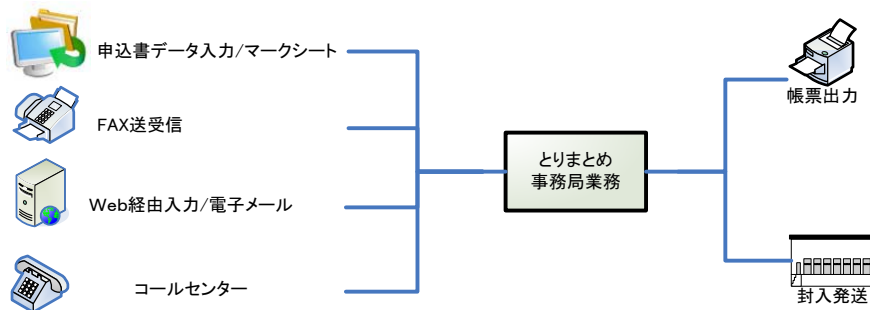 申込書データ入力/マークシート
FAX送受信
Web経由入力/電子メール
コールセンター
とりまとめ
事務局業務
帳票出力
封入発送